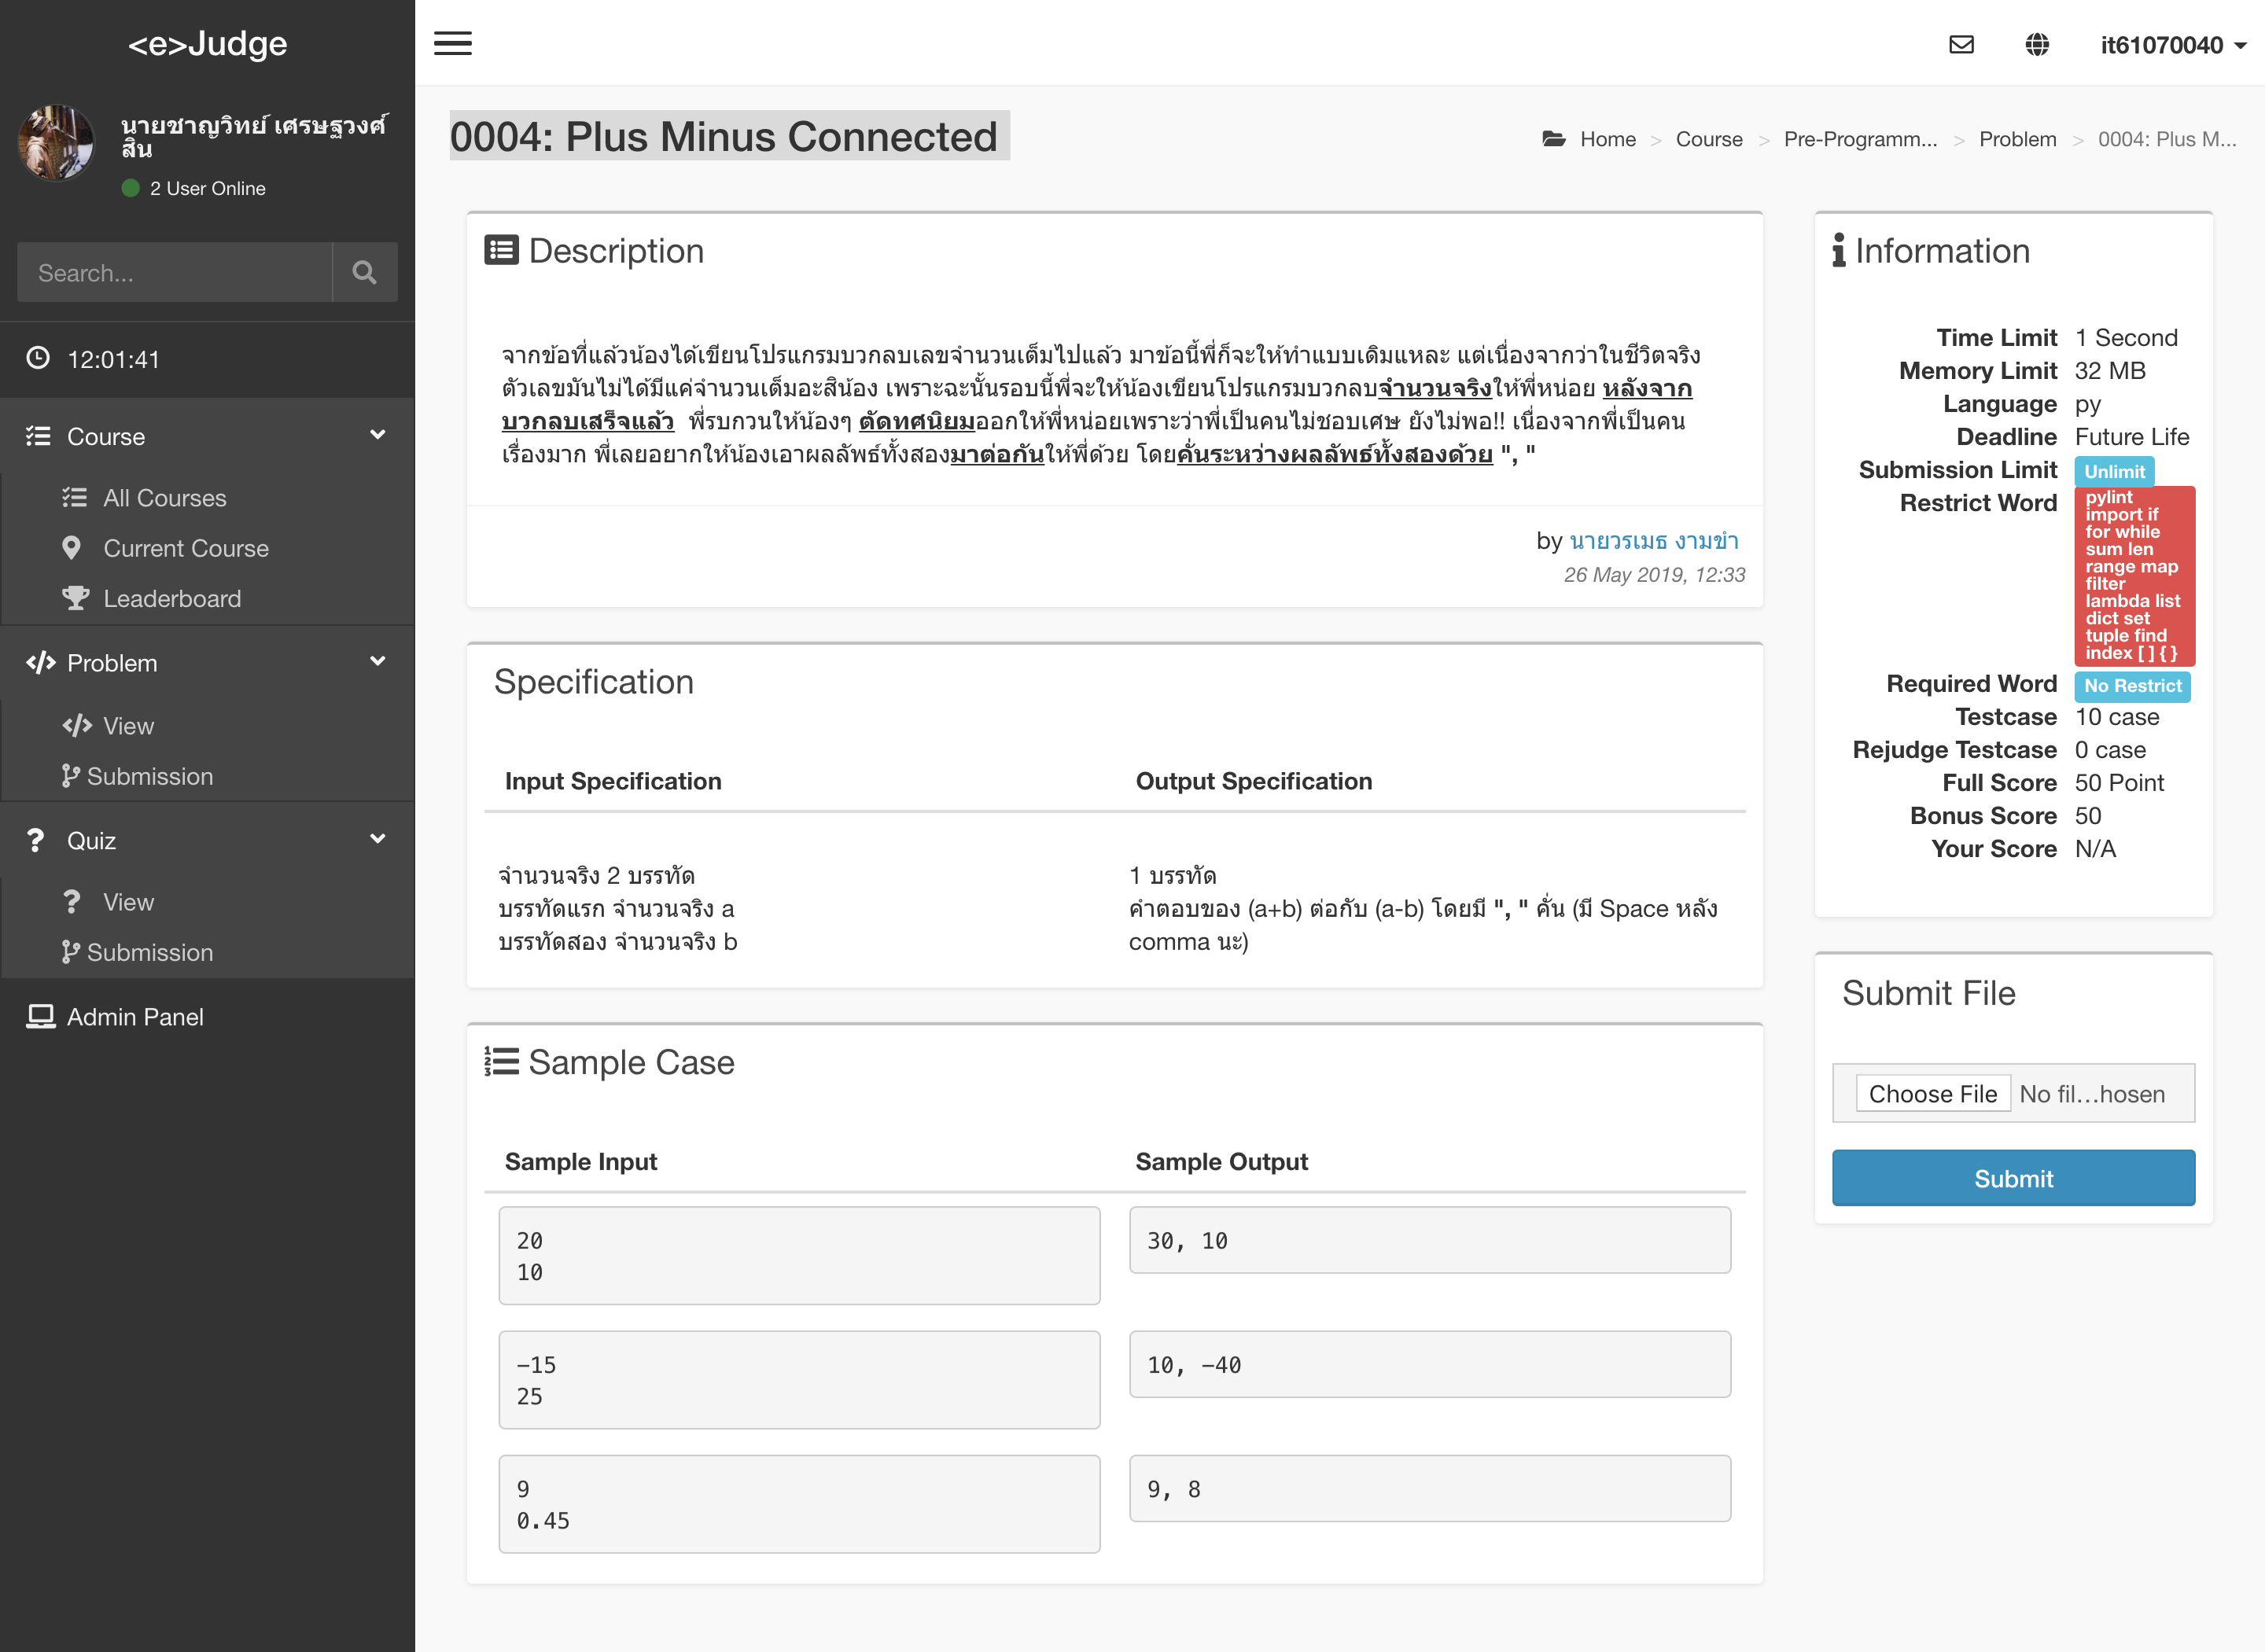 <e>Judge
it61070040
นายชาญวิทย์ เศรษฐวงศ์
สิน
2 User Online
Search...
12:01:41
Course
All Courses
Current Course
Leaderboard
Problem
View
Submission
Quiz
View
Submission
Admin Panel
0004: Plus Minus Connected
Home > Course > Pre-Programm... > Problem > 0004: Plus M...
Description
จากข้อที่แล้วน้องได้เขียนโปรแกรมบวกลบเลขจำนวนเต็มไปแล้ว มาข้อนี้พี่ก็จะให้ทำแบบเดิมแหละ แต่เนื่องจากว่าในชีวิตจริง
ตัวเลขมันไม่ได้มีแค่จำนวนเต็มอะสิน้อง เพราะฉะนั้นรอบนี้พี่จะให้น้องเขียนโปรแกรมบวกลบจำนวนจริงให้พี่หน่อย หลังจาก
บวกลบเสร็จแล้ว พี่รบกวนให้น้องๆ ตัดทศนิยมออกให้พี่หน่อยเพราะว่าพี่เป็นคนไม่ชอบเศษ ยังไม่พอ!! เนื่องจากพี่เป็นคน
เรื่องมาก พี่เลยอยากให้น้องเอาผลลัพธ์ทั้งสองมาต่อกันให้พี่ด้วย โดยคั่นระหว่างผลลัพธ์ทั้งสองด้วย ", "
by นายวรเมธ งามขำ
26 May 2019, 12:33
Specification
Input Specification
Output Specification
จำนวนจริง 2 บรรทัด
บรรทัดแรก จำนวนจริง a
บรรทัดสอง จำนวนจริง b
1 บรรทัด
คำตอบของ (a+b) ต่อกับ (a-b) โดยมี ", " คั่น (มี Space หลัง
comma นะ)
Sample Case
Sample Input
Sample Output
20
10
30, 10
-15
25
10, -40
9
0.45
9, 8
Information
Time Limit 1 Second
Memory Limit 32 MB
Language py
Deadline Future Life
Submission Limit Unlimit
Restrict Word pylint
import if
for while
sum len
range map
filter
lambda list
dict set
tuple find
index [ ] { }
Required Word No Restrict
Testcase 10 case
Rejudge Testcase 0 case
Full Score 50 Point
Bonus Score 50
Your Score N/A
Submit File
Choose File No fil...hosen
Submit